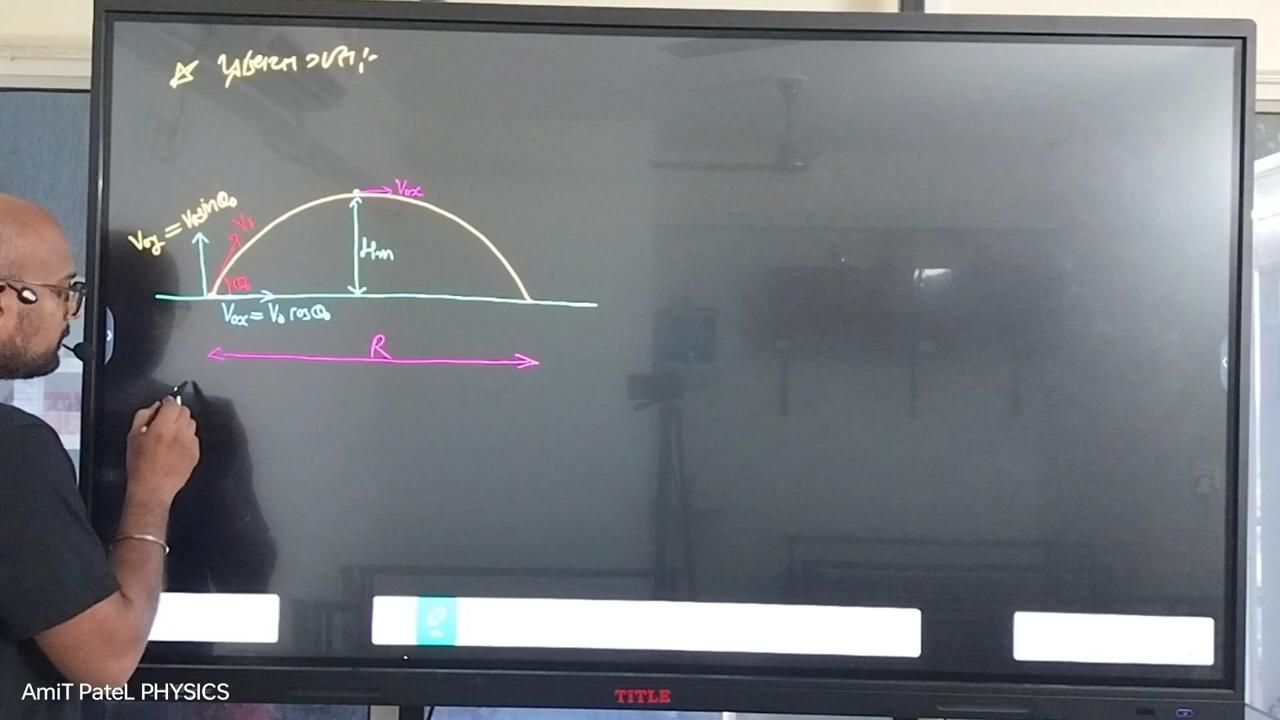 પ્રક્ષિપ્ત ગતિ :-
Vox
Voy = V₀sinθ₀
V₀
Hm
θ₀
Vox = V₀ cosθ₀
R
AmiT PateL PHYSICS
TITLE